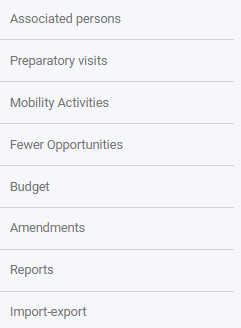 Associated persons
Preparatory visits
Mobility Activities
Fewer Opportunities
Budget
Amendments
Reports
Import-export